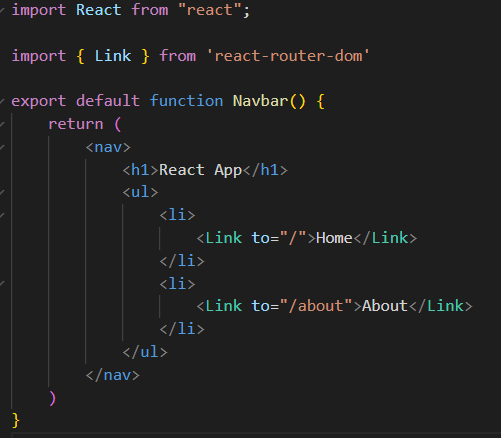 import React from "react";

import { Link } from 'react-router-dom'

export default function Navbar() {
    return (
        <nav>
            <h1>React App</h1>
            <ul>
                <li>
                    <Link to="/">Home</Link>
                </li>
                <li>
                    <Link to="/about">About</Link>
                </li>
            </ul>
        </nav>
    )
}